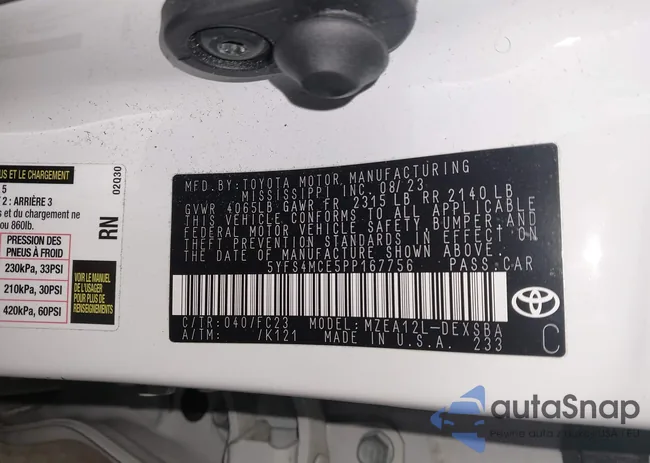 US ET LE CHARGEMENT
5
2 : ARRIÈRE 3
s et du chargement ne
ou 860lb.
PRESSION DES
PNEUS À FROID
230kPa, 33PSI
210kPa, 30PSI
420kPa, 60PSI
VOIR LE MANUEL
DE L'USAGER
POUR PLUS DE
RENSEIGNEMENTS
02030
RN
MFD.BY:TOYOTA MOTOR MANUFACTURING
MISSISSIPPI, INC. 08/23
GVWR 4065LB GAWR FR 2315 LB RR 2140 LB
THIS VEHICLE CONFORMS TO ALL APPLICABLE
FEDERAL MOTOR VEHICLE SAFETY, BUMPER AND
THEFT PREVENTION STANDARDS IN EFFECT ON
THE DATE OF MANUFACTURE SHOWN ABOVE.
5YFS4MCE5PP167756 PASS.CAR
C/TR:040/FC23 MODEL:MZEA12L-DEXSBA
A/TM: /K121 MADE IN U.S.A. 233
C
autaSnap